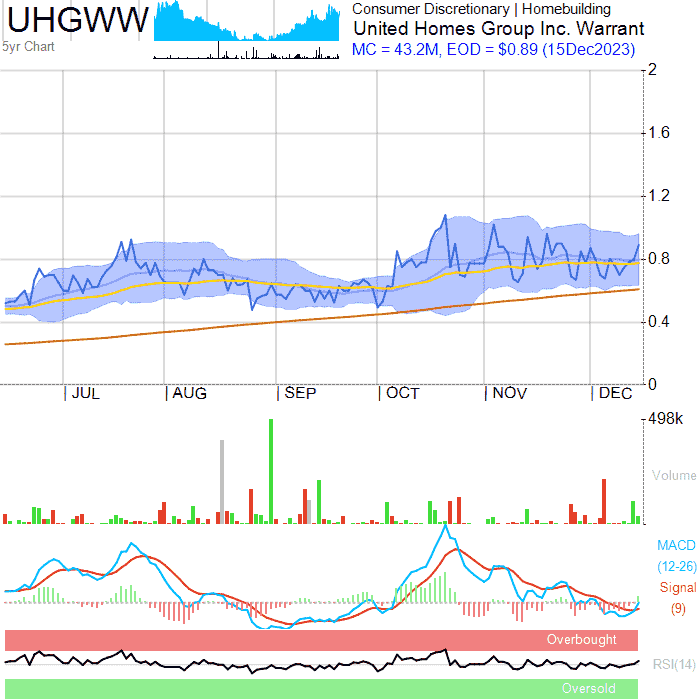 UHGWW
5yr Chart
Consumer Discretionary | Homebuilding
United Homes Group Inc. Warrant
MC = 43.2M, EOD = $0.89 (15Dec2023)
2
1.6
1.2
0.8
0.4
0
| JUL | AUG | SEP | OCT | NOV | DEC
498k
Volume
MACD
(12-26)
Signal
(9)
Overbought
RSI(14)
Oversold